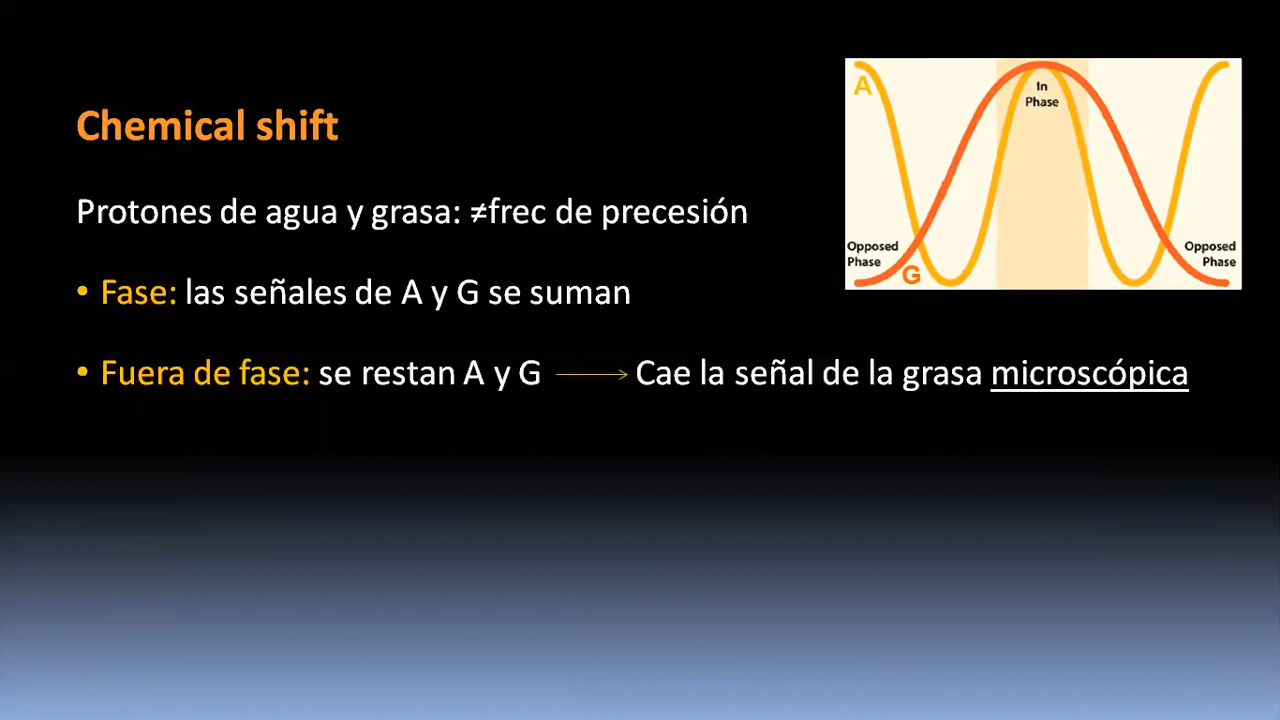 Chemical shift
Protones de agua y grasa: ≠frec de precesión
• Fase: las señales de A y G se suman
• Fuera de fase: se restan A y G ⟶ Cae la señal de la grasa microscópica
A
In
Phase
Opposed
Phase
G
Opposed
Phase